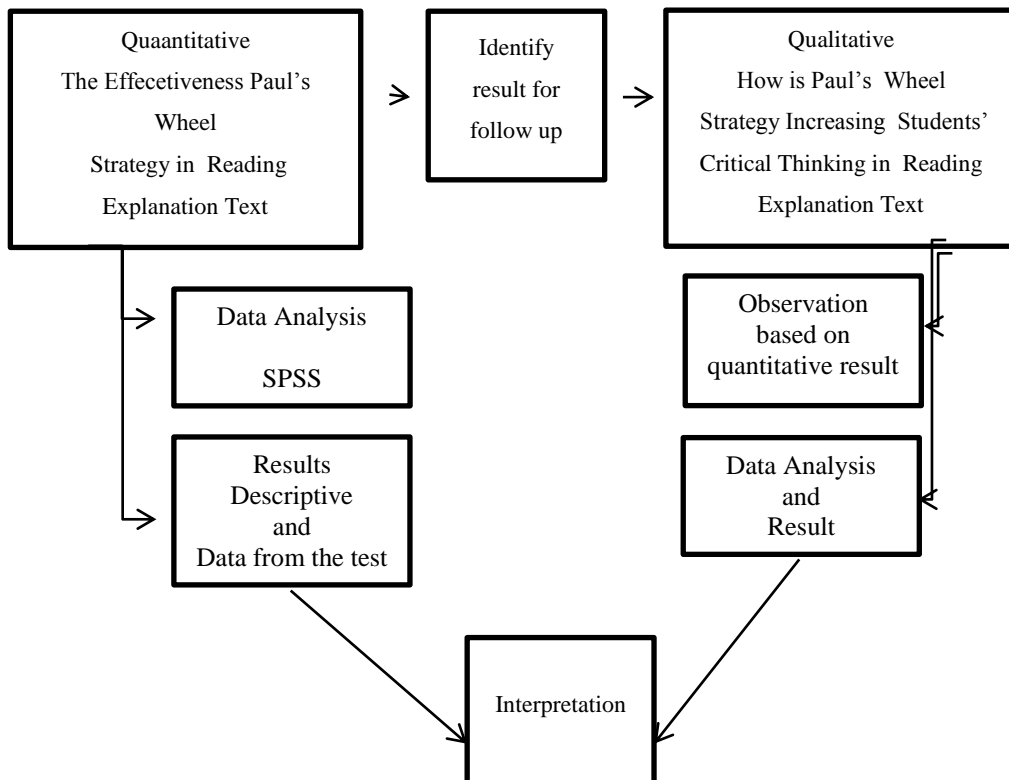 Quaantitative
The Effecetiveness Paul's
Wheel
Strategy in Reading
Explanation Text
Identify
result for
follow up
Qualitative
How is Paul's Wheel
Strategy Increasing Students'
Critical Thinking in Reading
Explanation Text
Data Analysis
SPSS
Observation
based on
quantitative result
Results
Descriptive
and
Data from the test
Data Analysis
and
Result
Interpretation